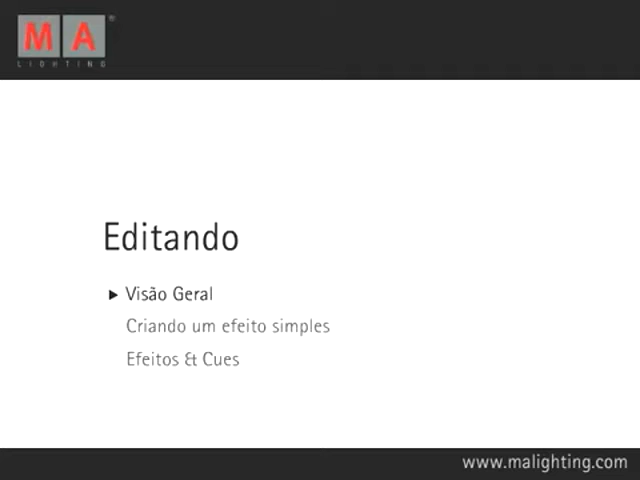 MA®
LIGHTING
Editando
Visão Geral
Criando um efeito simples
Efeitos & Cues
www.malighting.com